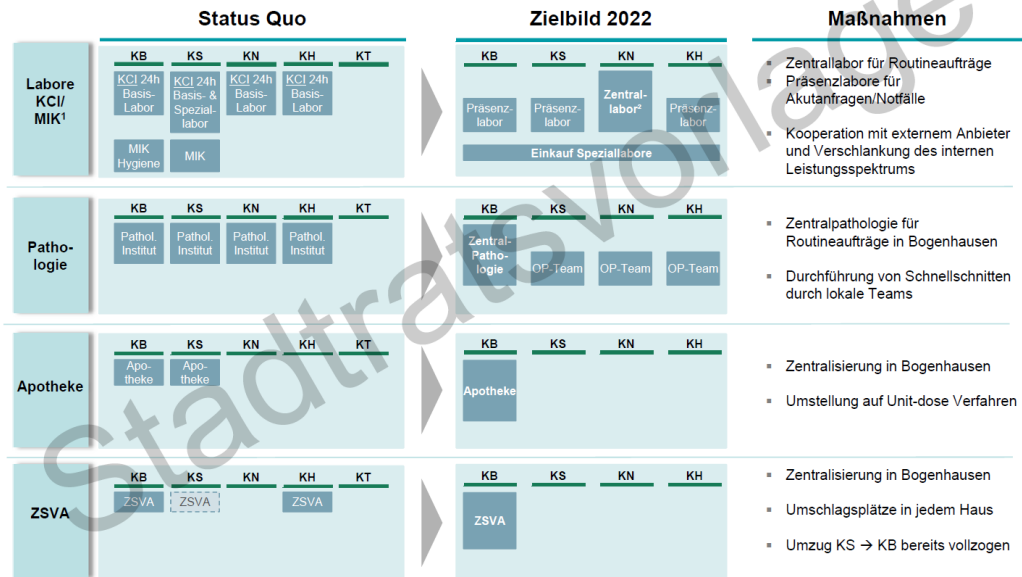 Status Quo
Zielbild 2022
Maßnahmen
Labore
KCI/
MIK¹
KB KS KN KH KT
KCI 24h
Basis-
Labor
KCI 24h
Basis- &
Spezial-
labor
KCI 24h
Basis-
Labor
KCI 24h
Basis-
Labor
MIK
Hygiene
MIK
KB KS KN KH
Präsenz-
labor
Präsenz-
labor
Zentral-
labor²
Präsenz-
labor
Einkauf Speziallabore
▪ Zentrallabor für Routineaufträge
▪ Präsenzlabore für
Akutanfragen/Notfälle
▪ Kooperation mit externem Anbieter
und Verschlankung des internen
Leistungsspektrums
Patho-
logie
KB KS KN KH KT
Pathol.
Institut
Pathol.
Institut
Pathol.
Institut
Pathol.
Institut
KB KS KN KH
Zentral-
Patho-
logie
OP-Team
OP-Team
OP-Team
▪ Zentralpathologie für
Routineaufträge in Bogenhausen
▪ Durchführung von Schnellschnitten
durch lokale Teams
Apotheke
KB KS KN KH KT
Apo-
theke
Apo-
theke
KB KS KN KH
Apotheke
▪ Zentralisierung in Bogenhausen
▪ Umstellung auf Unit-dose Verfahren
ZSVA
KB KS KN KH KT
ZSVA
ZSVA
ZSVA
KB KS KN KH
ZSVA
▪ Zentralisierung in Bogenhausen
▪ Umschlagsplätze in jedem Haus
▪ Umzug KS → KB bereits vollzogen
Stadtratsvorlage